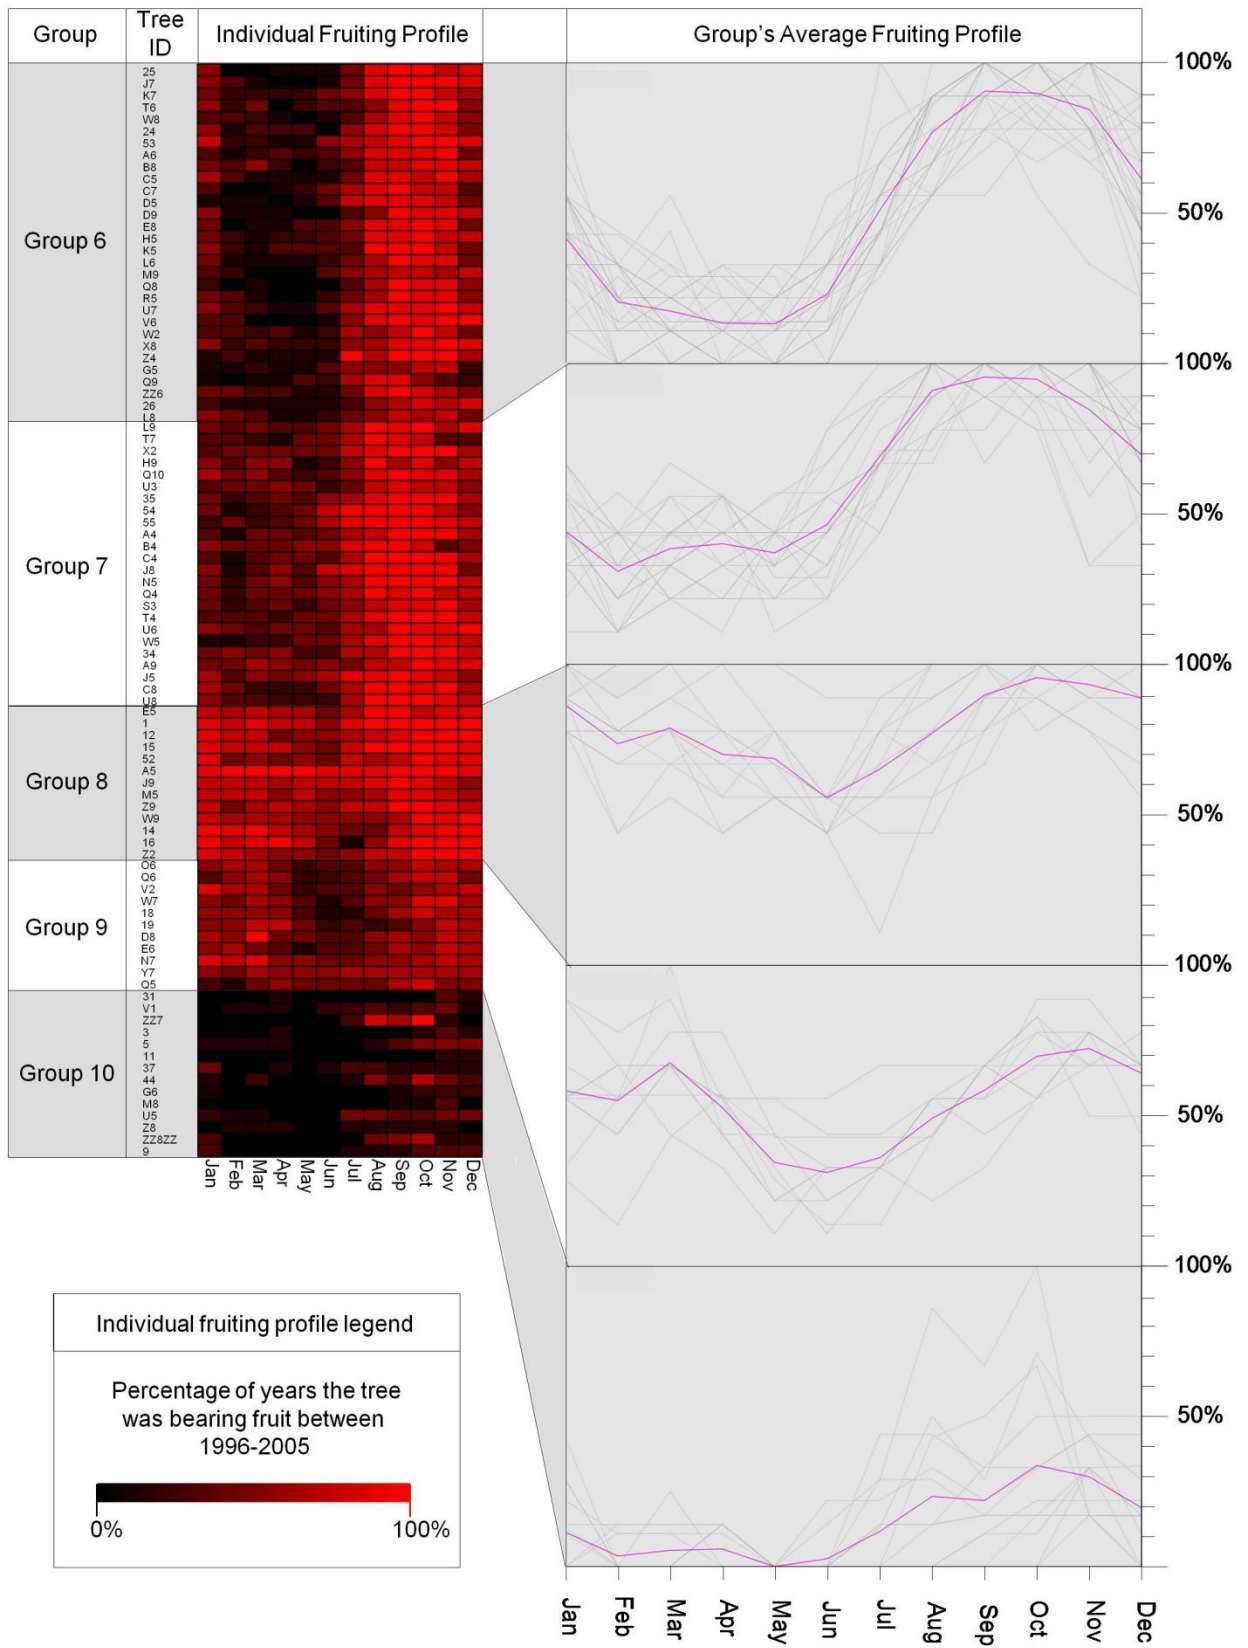 Group
Tree
ID
Individual Fruiting Profile
Group's Average Fruiting Profile
Group 6
25
J7
K7
T6
W8
24
53
A6
B8
C5
C7
D5
D9
E8
H5
K5
L6
M9
Q8
R5
U7
V6
W2
X8
Z4
G5
Q9
ZZ6
26
L8
Group 7
L9
T7
X2
H9
Q10
U3
35
54
55
A4
B4
C4
J8
N5
Q4
S3
T4
U6
W5
34
A9
J5
C8
U8
Group 8
E5
1
12
15
52
A5
J9
M5
Z9
W9
14
16
Z2
Group 9
O6
Q6
V2
W7
18
19
D8
E6
N7
Y7
Q5
Group 10
31
V1
ZZ7
3
5
11
37
44
G6
M8
U5
Z8
ZZ8ZZ
9
Jan Feb Mar Apr May Jun Jul Aug Sep Oct Nov Dec
100%
50%
100%
50%
100%
50%
100%
50%
100%
50%
Jan Feb Mar Apr May Jun Jul Aug Sep Oct Nov Dec
Individual fruiting profile legend
Percentage of years the tree
was bearing fruit between
1996-2005
0% 100%